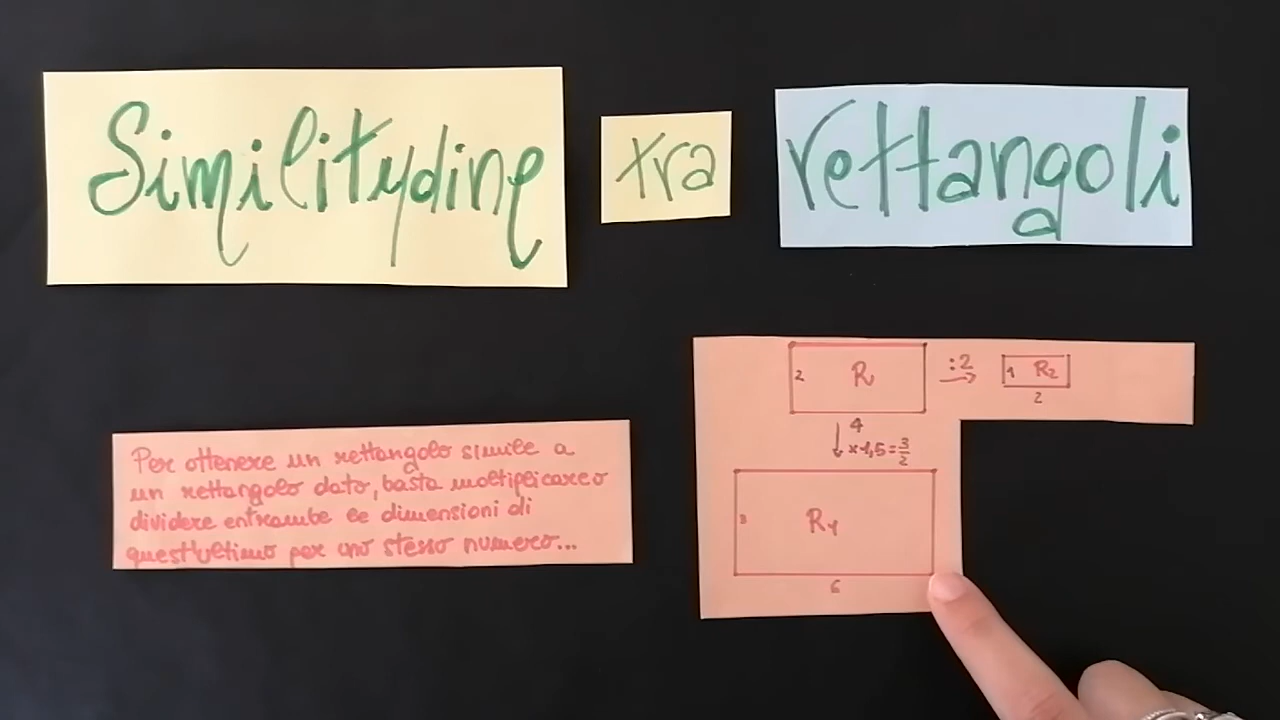 Similitudine tra rettangoli
Per ottenere un rettangolo simile a
un rettangolo dato, basta moltiplicare o
dividere entrambe le dimensioni di
quest'ultimo per uno stesso numero...
2 R :2 → 1 R₂
4 2
↓ ×1,5=3/2
3 R₁
6